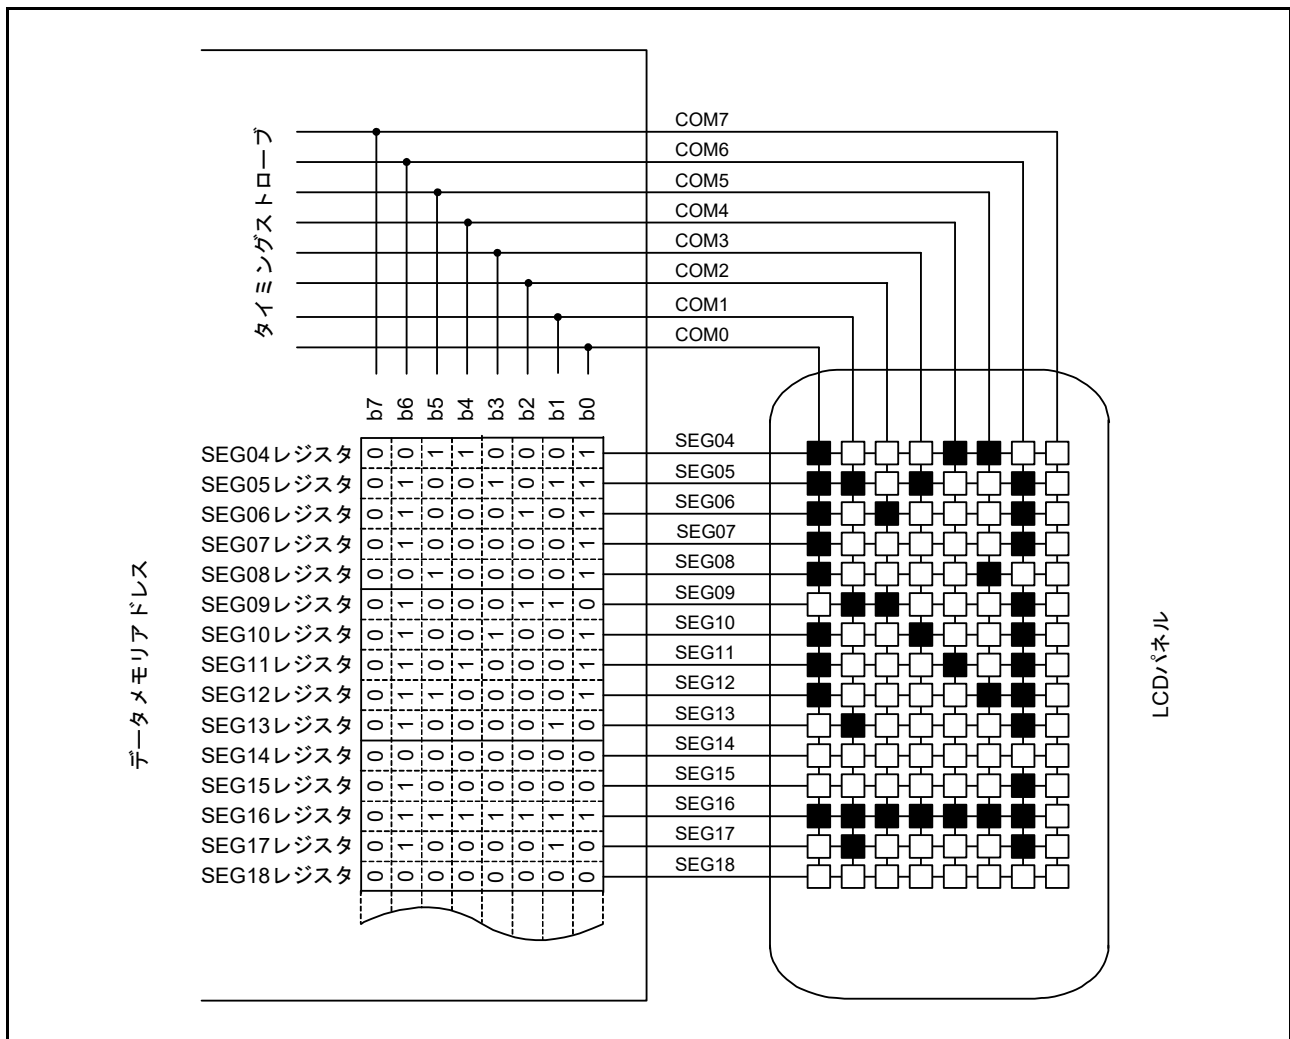 タイミングストローブ
COM7
COM6
COM5
COM4
COM3
COM2
COM1
COM0
b7 b6 b5 b4 b3 b2 b1 b0
データメモリアドレス
SEG04レジスタ 0 0 1 1 0 0 0 1 SEG04
SEG05レジスタ 0 1 0 0 1 0 1 1 SEG05
SEG06レジスタ 0 1 0 0 0 1 0 1 SEG06
SEG07レジスタ 0 1 0 0 0 0 0 1 SEG07
SEG08レジスタ 0 0 1 0 0 0 0 1 SEG08
SEG09レジスタ 0 1 0 0 0 1 1 0 SEG09
SEG10レジスタ 0 1 0 0 1 0 0 1 SEG10
SEG11レジスタ 0 1 0 1 0 0 0 1 SEG11
SEG12レジスタ 0 1 1 0 0 0 0 1 SEG12
SEG13レジスタ 0 1 0 0 0 0 1 0 SEG13
SEG14レジスタ 0 0 0 0 0 0 0 0 SEG14
SEG15レジスタ 0 1 0 0 0 0 0 0 SEG15
SEG16レジスタ 0 1 1 1 1 1 1 1 SEG16
SEG17レジスタ 0 1 0 0 0 0 1 0 SEG17
SEG18レジスタ 0 0 0 0 0 0 0 0 SEG18
LCDパネル